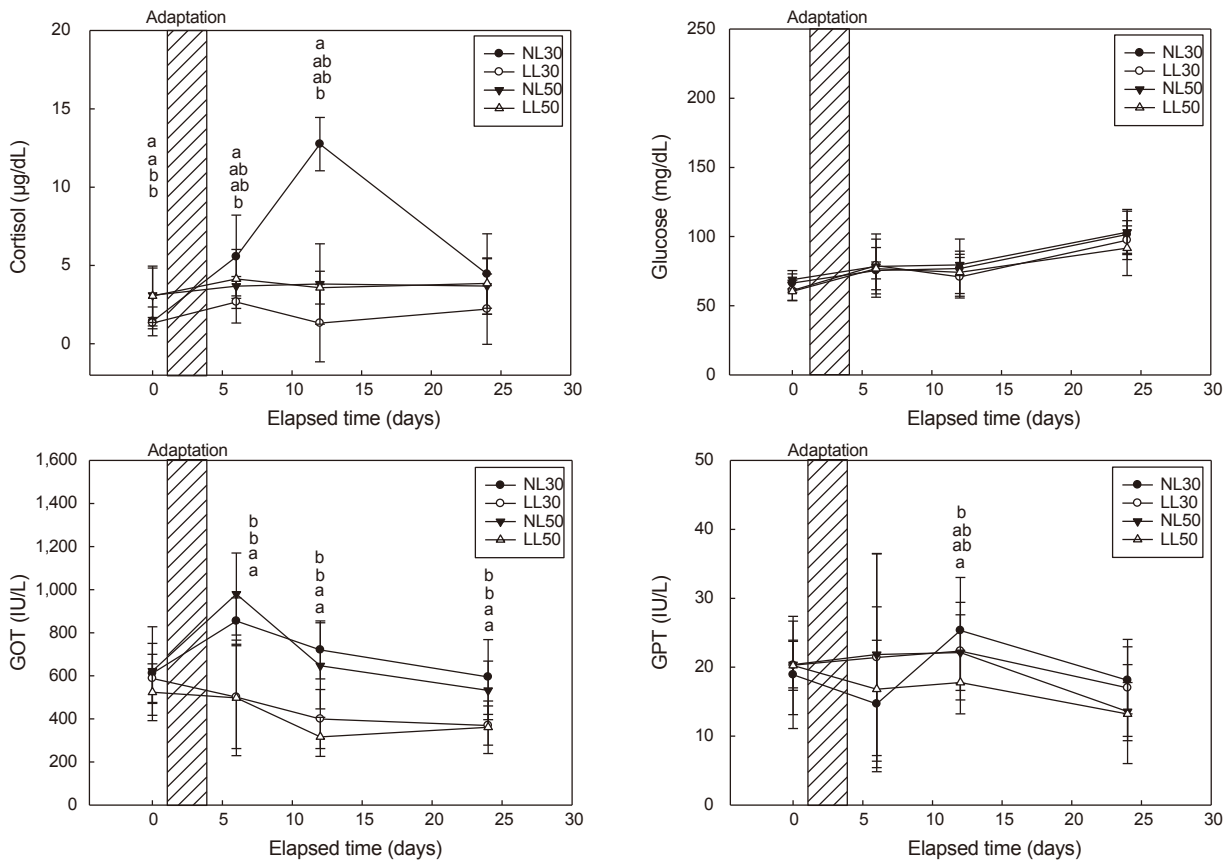 Adaptation
20
15
10
5
0
Cortisol (µg/dL)
a
a
b
b
a
ab
ab
b
a
ab
ab
b
NL30
LL30
NL50
LL50
0 5 10 15 20 25 30
Elapsed time (days)
Adaptation
250
200
150
100
50
0
Glucose (mg/dL)
NL30
LL30
NL50
LL50
0 5 10 15 20 25 30
Elapsed time (days)
Adaptation
1,600
1,400
1,200
1,000
800
600
400
200
0
GOT (IU/L)
b
b
a
a
b
b
a
a
b
b
a
a
NL30
LL30
NL50
LL50
0 5 10 15 20 25 30
Elapsed time (days)
Adaptation
50
40
30
20
10
0
GPT (IU/L)
b
ab
ab
a
NL30
LL30
NL50
LL50
0 5 10 15 20 25 30
Elapsed time (days)